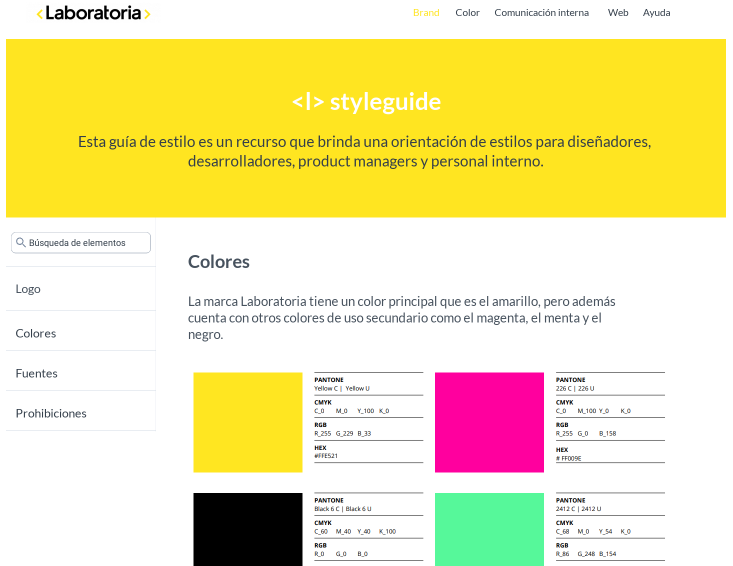 <Laboratoria>
Brand Color Comunicación interna Web Ayuda
<l> styleguide
Esta guía de estilo es un recurso que brinda una orientación de estilos para diseñadores,
desarrolladores, product managers y personal interno.
Búsqueda de elementos
Logo
Colores
Fuentes
Prohibiciones
Colores
La marca Laboratoria tiene un color principal que es el amarillo, pero además
cuenta con otros colores de uso secundario como el magenta, el menta y el
negro.
PANTONE
Yellow C | Yellow U
CMYK
C_0 M_0 Y_100 K_0
RGB
R_255 G_229 B_33
HEX
#FFE521
PANTONE
226 C | 226 U
CMYK
C_0 M_100 Y_0 K_0
RGB
R_255 G_0 B_158
HEX
# FF009E
PANTONE
Black 6 C | Black 6 U
CMYK
C_60 M_40 Y_40 K_100
RGB
R_0 G_0 B_0
PANTONE
2412 C | 2412 U
CMYK
C_68 M_0 Y_54 K_0
RGB
R_86 G_248 B_154